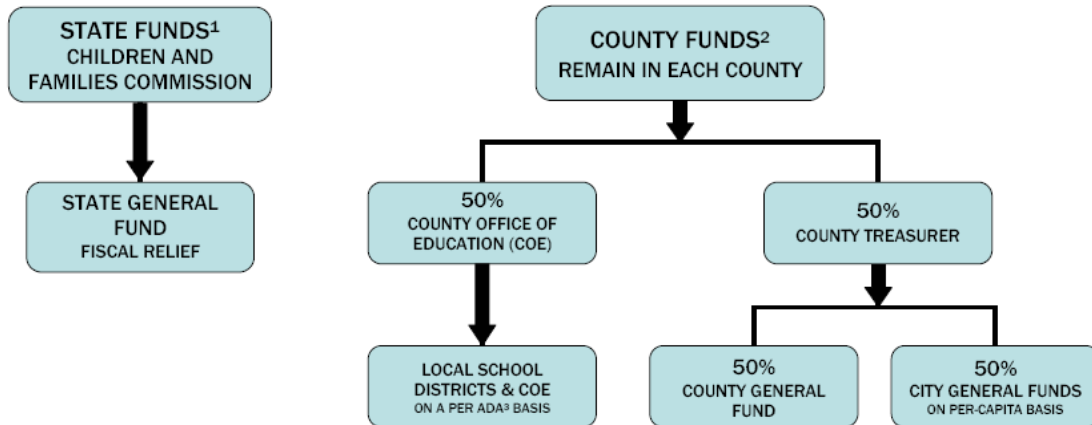 STATE FUNDS¹
CHILDREN AND
FAMILIES COMMISSION
COUNTY FUNDS²
REMAIN IN EACH COUNTY
STATE GENERAL
FUND
FISCAL RELIEF
50%
COUNTY OFFICE OF
EDUCATION (COE)
50%
COUNTY TREASURER
LOCAL SCHOOL
DISTRICTS & COE
ON A PER ADA³ BASIS
50%
COUNTY GENERAL
FUND
50%
CITY GENERAL FUNDS
ON PER-CAPITA BASIS